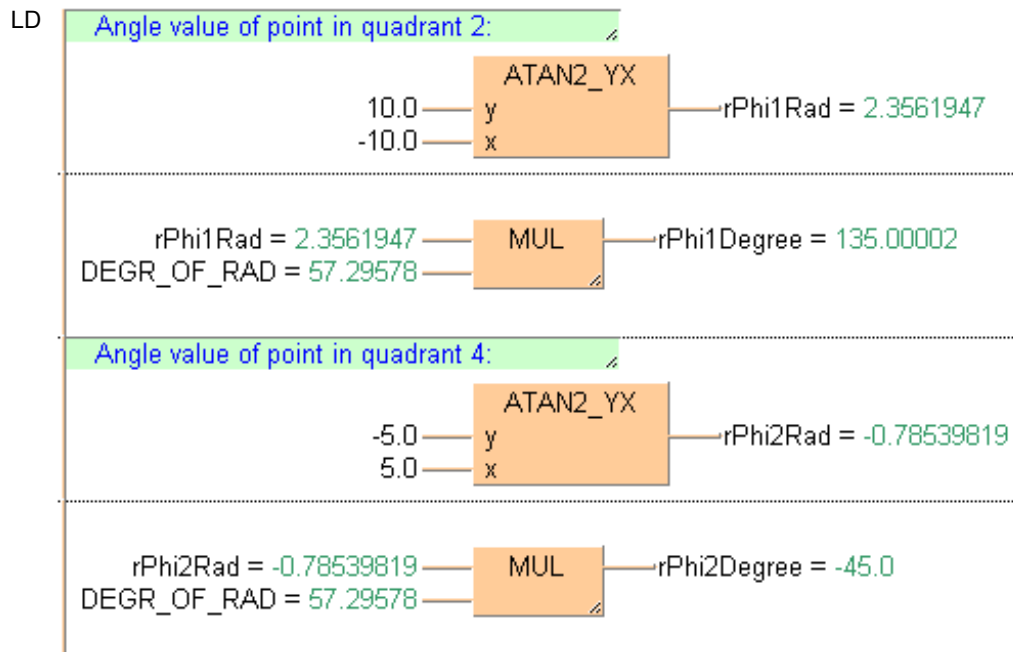 LD
Angle value of point in quadrant 2:
ATAN2_YX
10.0 y rPhi1Rad = 2.3561947
-10.0 x
rPhi1Rad = 2.3561947 MUL rPhi1Degree = 135.00002
DEGR_OF_RAD = 57.29578
Angle value of point in quadrant 4:
ATAN2_YX
-5.0 y rPhi2Rad = -0.78539819
5.0 x
rPhi2Rad = -0.78539819 MUL rPhi2Degree = -45.0
DEGR_OF_RAD = 57.29578